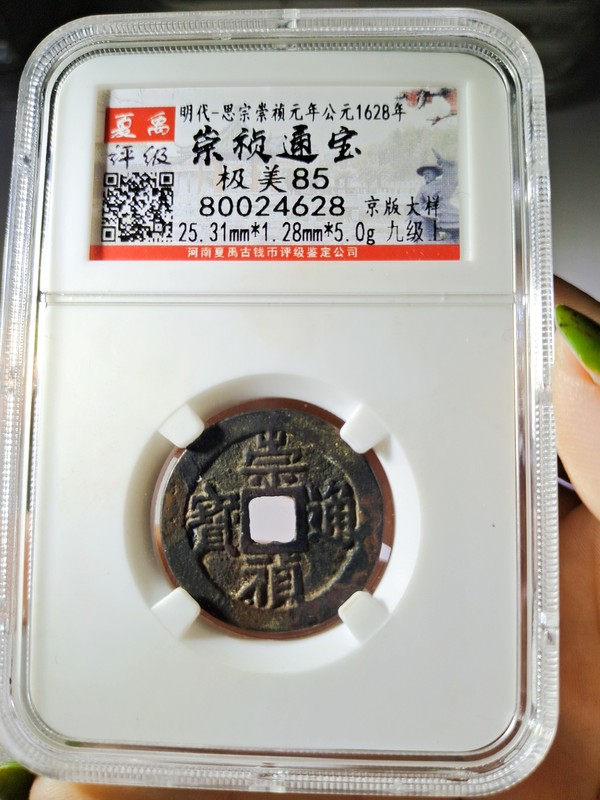 明代-思宗崇祯元年公元1628年
夏禹
评级
崇祯通宝
极美85
80024628 京版大样
25.31mm*1.28mm*5.0g 九级上
河南夏禹古钱币评级鉴定公司
崇禎通寳